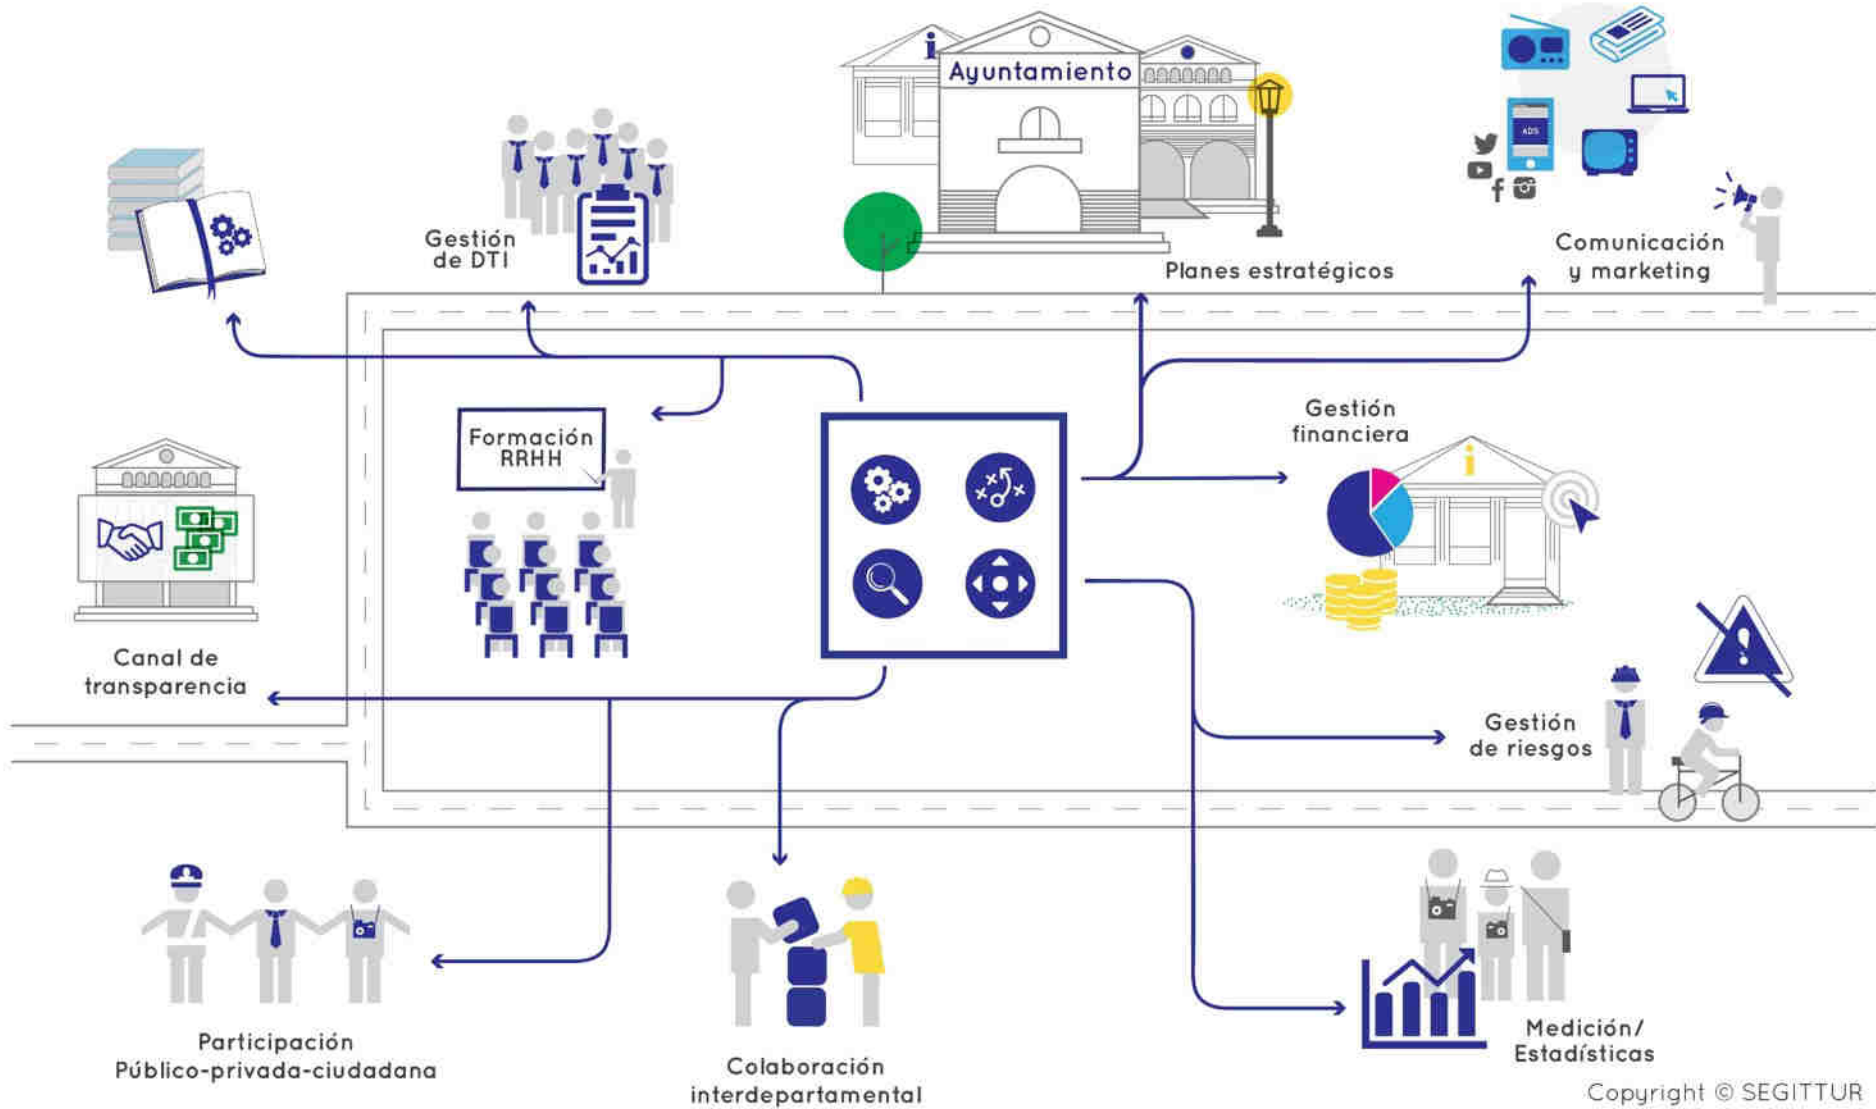 i
Ayuntamiento
ADS
Gestión
de DTI
Planes estratégicos
Comunicación
y marketing
Formación
RRHH
Gestión
financiera
i
Canal de
transparencia
!
Gestión
de riesgos
Participación
Público-privada-ciudadana
Colaboración
interdepartamental
Medición/
Estadísticas
Copyright © SEGITTUR